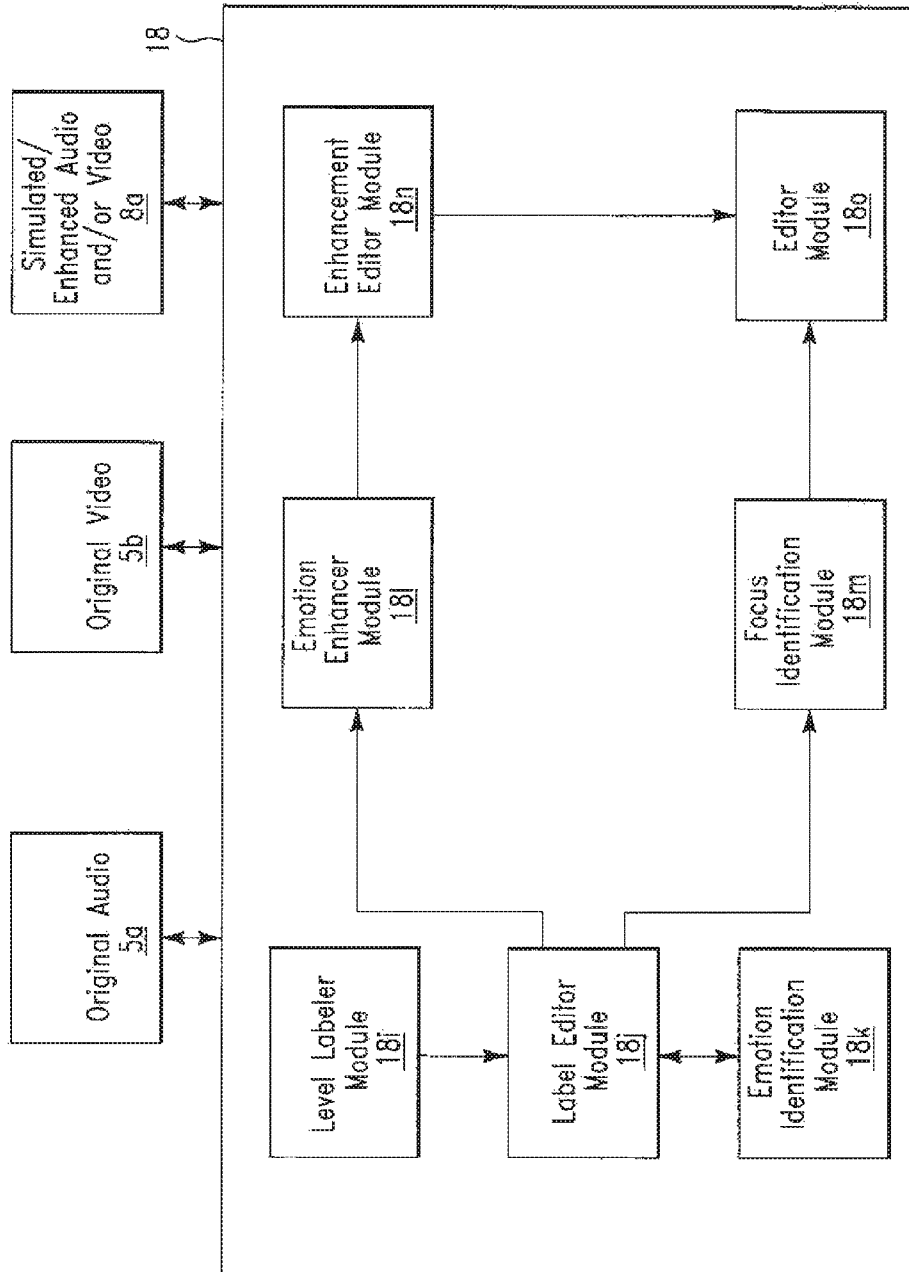 Original Audio
5a
Original Video
5b
Simulated/
Enhanced Audio
and/or Video
8a
18
Level Labeler
Module
18i
Label Editor
Module
18j
Emotion
Identification
Module
18k
Emotion
Enhancer
Module
18l
Focus
Identification
Module
18m
Enhancement
Editor Module
18n
Editor
Module
18o